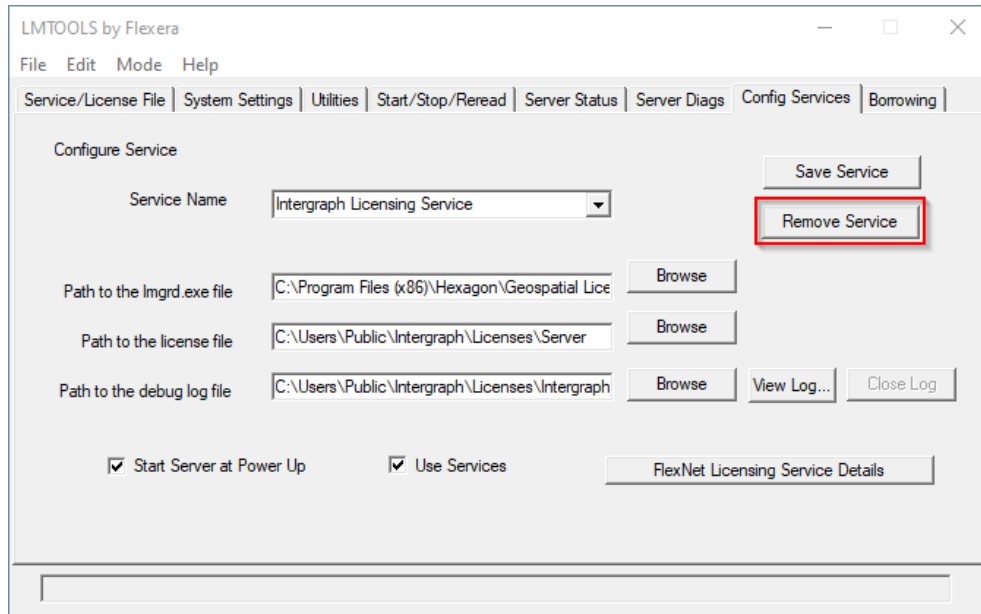 LMTOOLS by Flexera
File Edit Mode Help
Service/License File System Settings Utilities Start/Stop/Reread Server Status Server Diags Config Services Borrowing
Configure Service
Save Service
Service Name Intergraph Licensing Service
Remove Service
Path to the lmgrd.exe file C:\Program Files (x86)\Hexagon\Geospatial Lice Browse
Path to the license file C:\Users\Public\Intergraph\Licenses\Server Browse
Path to the debug log file C:\Users\Public\Intergraph\Licenses\Intergraph Browse View Log... Close Log
Start Server at Power Up Use Services FlexNet Licensing Service Details